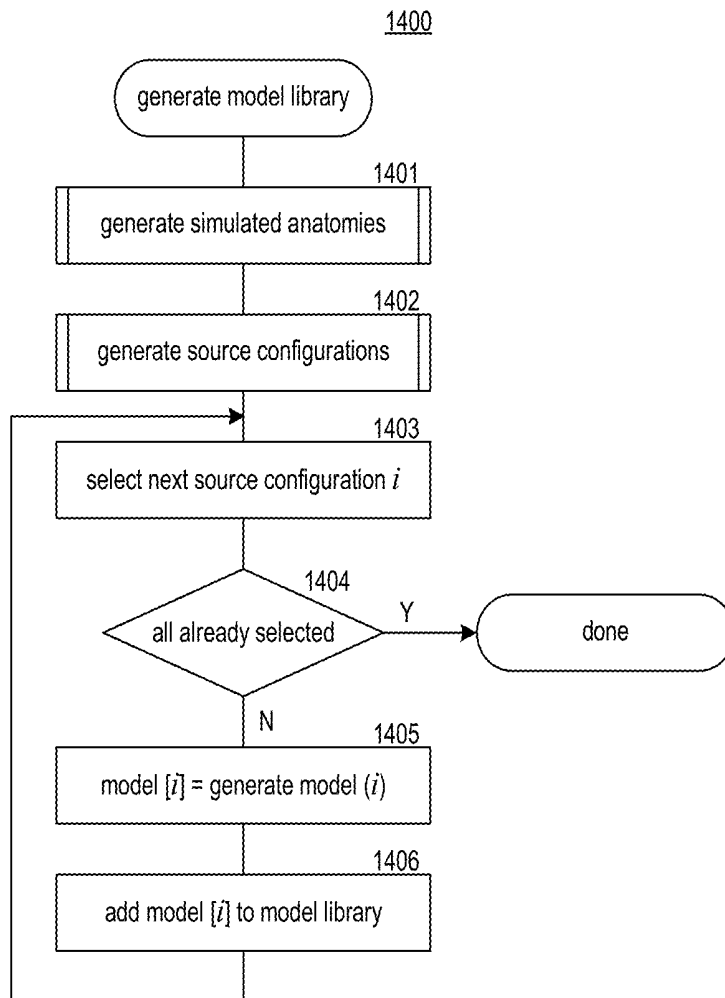 1400
generate model library
1401
generate simulated anatomies
1402
generate source configurations
1403
select next source configuration i
1404
all already selected
Y
done
N
1405
model [i] = generate model (i)
1406
add model [i] to model library